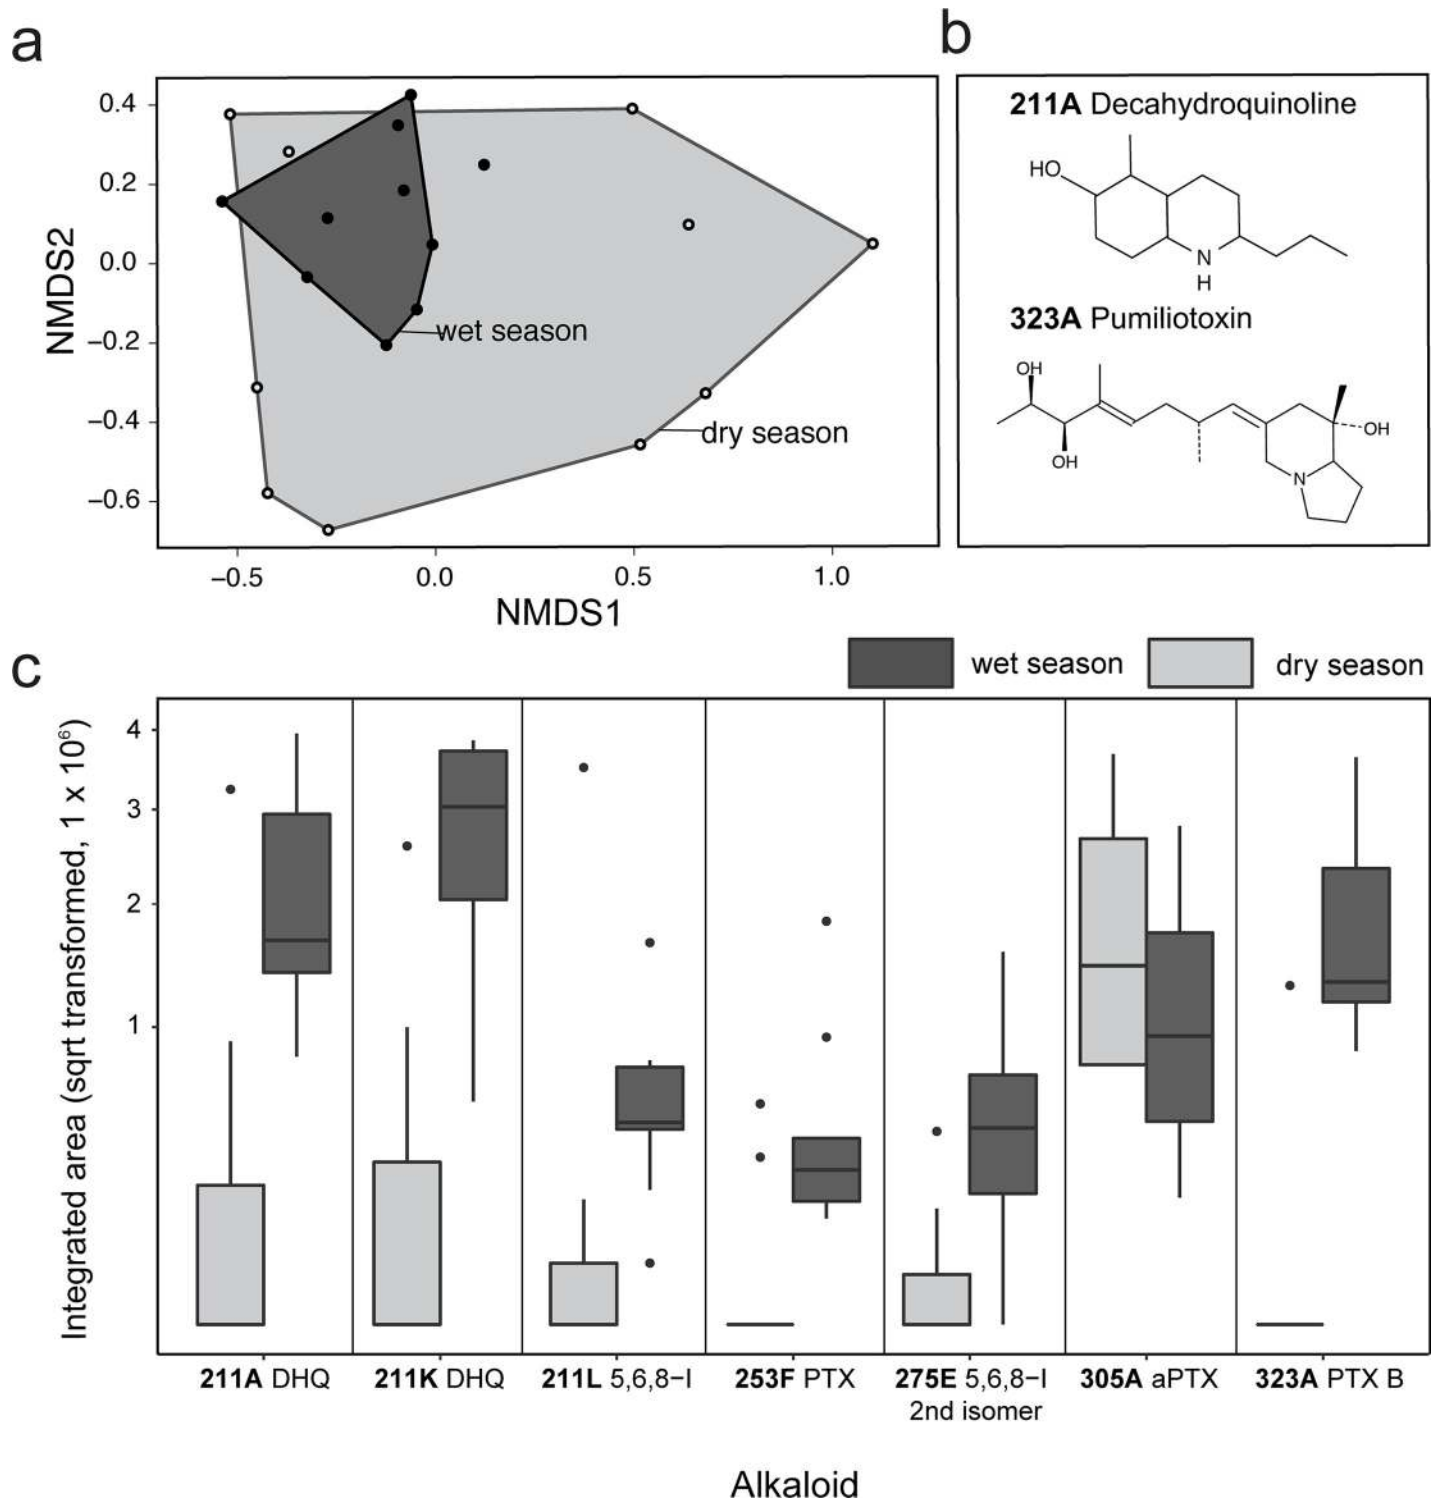 a
b
0.4
0.2
0.0
−0.2
−0.4
−0.6
NMDS2
wet season
dry season
−0.5
0.0
0.5
1.0
NMDS1
211A Decahydroquinoline
HO
N
H
323A Pumiliotoxin
OH
OH
OH
N
c
wet season
dry season
Integrated area (sqrt transformed, 1 x 10⁶)
4
3
2
1
211A DHQ
211K DHQ
211L 5,6,8−I
253F PTX
275E 5,6,8−I
2nd isomer
305A aPTX
323A PTX B
Alkaloid